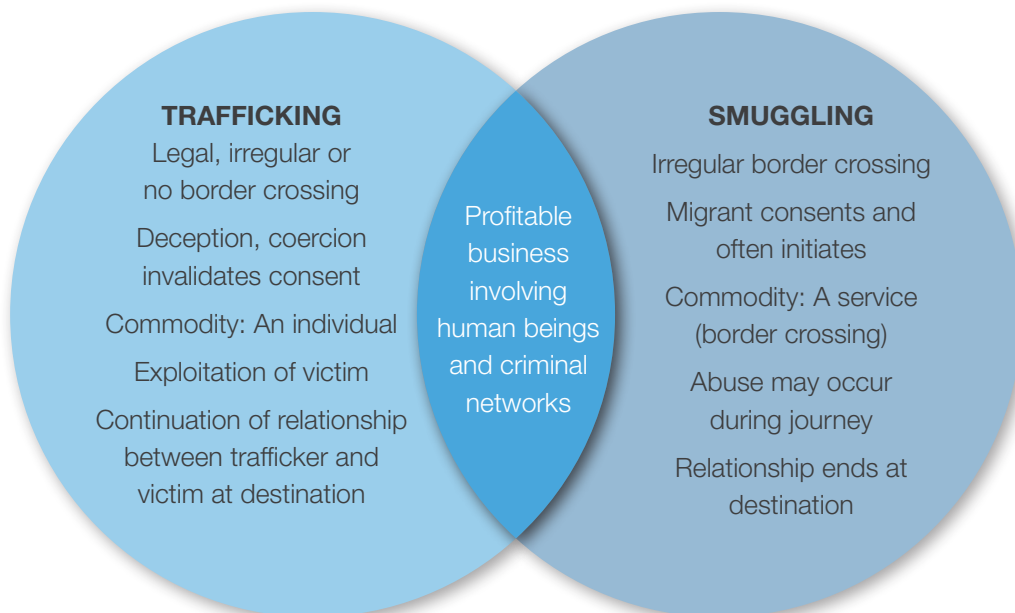 TRAFFICKING
Legal, irregular or
no border crossing
Deception, coercion
invalidates consent
Commodity: An individual
Exploitation of victim
Continuation of relationship
between trafficker and
victim at destination
Profitable
business
involving
human beings
and criminal
networks
SMUGGLING
Irregular border crossing
Migrant consents and
often initiates
Commodity: A service
(border crossing)
Abuse may occur
during journey
Relationship ends at
destination